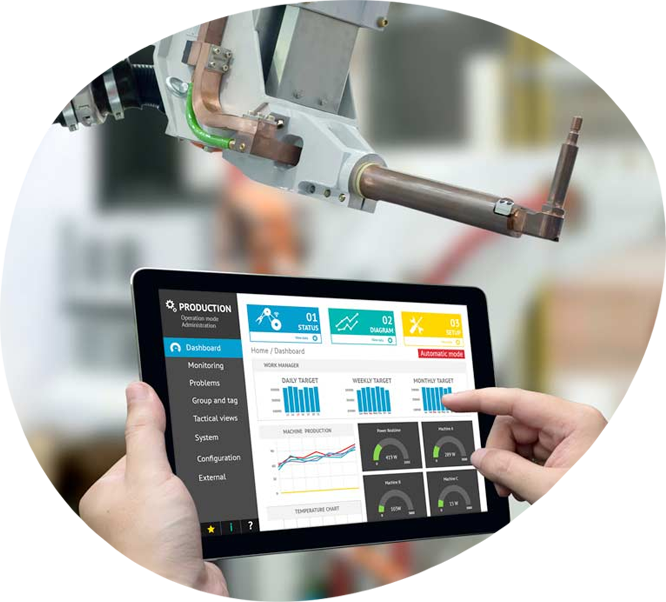 PRODUCTION
Operation mode
Administration
Dashboard
Monitoring
Problems
Group and tag
Tactical views
System
Configuration
External
?
01
STATUS
02
DIAGRAM
03
SETUP
Home / Dashboard
Automatic mode
WORK MANAGER
DAILY TARGET
WEEKLY TARGET
MONTHLY TARGET
MACHINE PRODUCTION
Power Realtime
419 W
Machine A
Machine B
Machine C
TEMPERATURE CHART